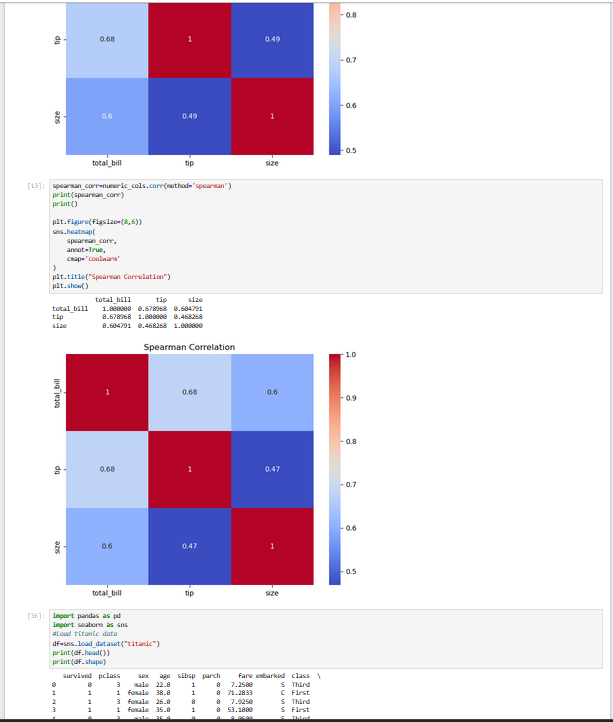 0.8
tip
0.68
1
0.49
0.7
0.6
size
0.6
0.49
1
0.5
total_bill
tip
size
[13]:
spearman_corr=numeric_cols.corr(method='spearman')
print(spearman_corr)
print()
plt.figure(figsize=(8,6))
sns.heatmap(
spearman_corr,
annot=True,
cmap='coolwarm'
)
plt.title("Spearman Correlation")
plt.show()
total_bill tip size
total_bill 1.000000 0.678968 0.604791
tip 0.678968 1.000000 0.468268
size 0.604791 0.468268 1.000000
Spearman Correlation
1.0
total_bill
1
0.68
0.6
0.9
0.8
tip
0.68
1
0.47
0.7
0.6
size
0.6
0.47
1
0.5
total_bill
tip
size
[36]:
import pandas as pd
import seaborn as sns
#Load titanic data
df=sns.load_dataset("titanic")
print(df.head())
print(df.shape)
survived pclass sex age sibsp parch fare embarked class \
0 0 3 male 22.0 1 0 7.2500 S Third
1 1 1 female 38.0 1 0 71.2833 C First
2 1 3 female 26.0 0 0 7.9250 S Third
3 1 1 female 35.0 1 0 53.1000 S First